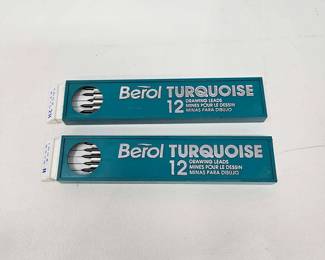 Berol TURQUOISE
12 DRAWING LEADS
MINES POUR LE DESSIN
MINAS PARA DIBUJO
Berol TURQUOISE
12 DRAWING LEADS
MINES POUR LE DESSIN
MINAS PARA DIBUJO